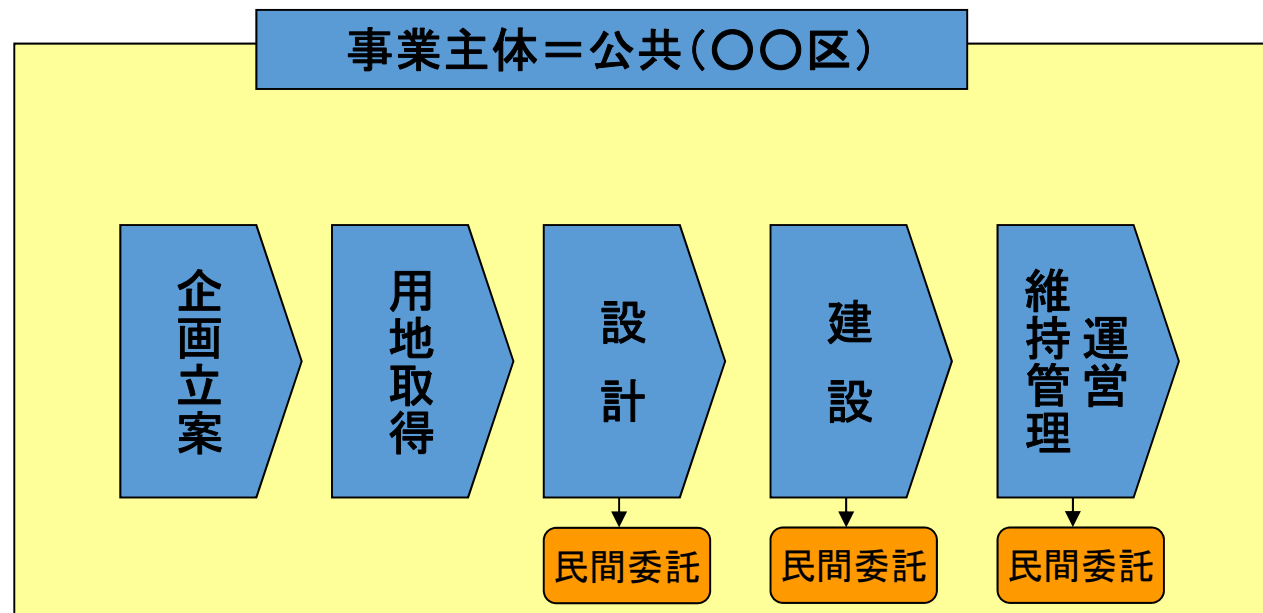 事業主体＝公共（〇〇区）
企画立案
用地取得
設計
建設
運営
維持管理
民間委託
民間委託
民間委託